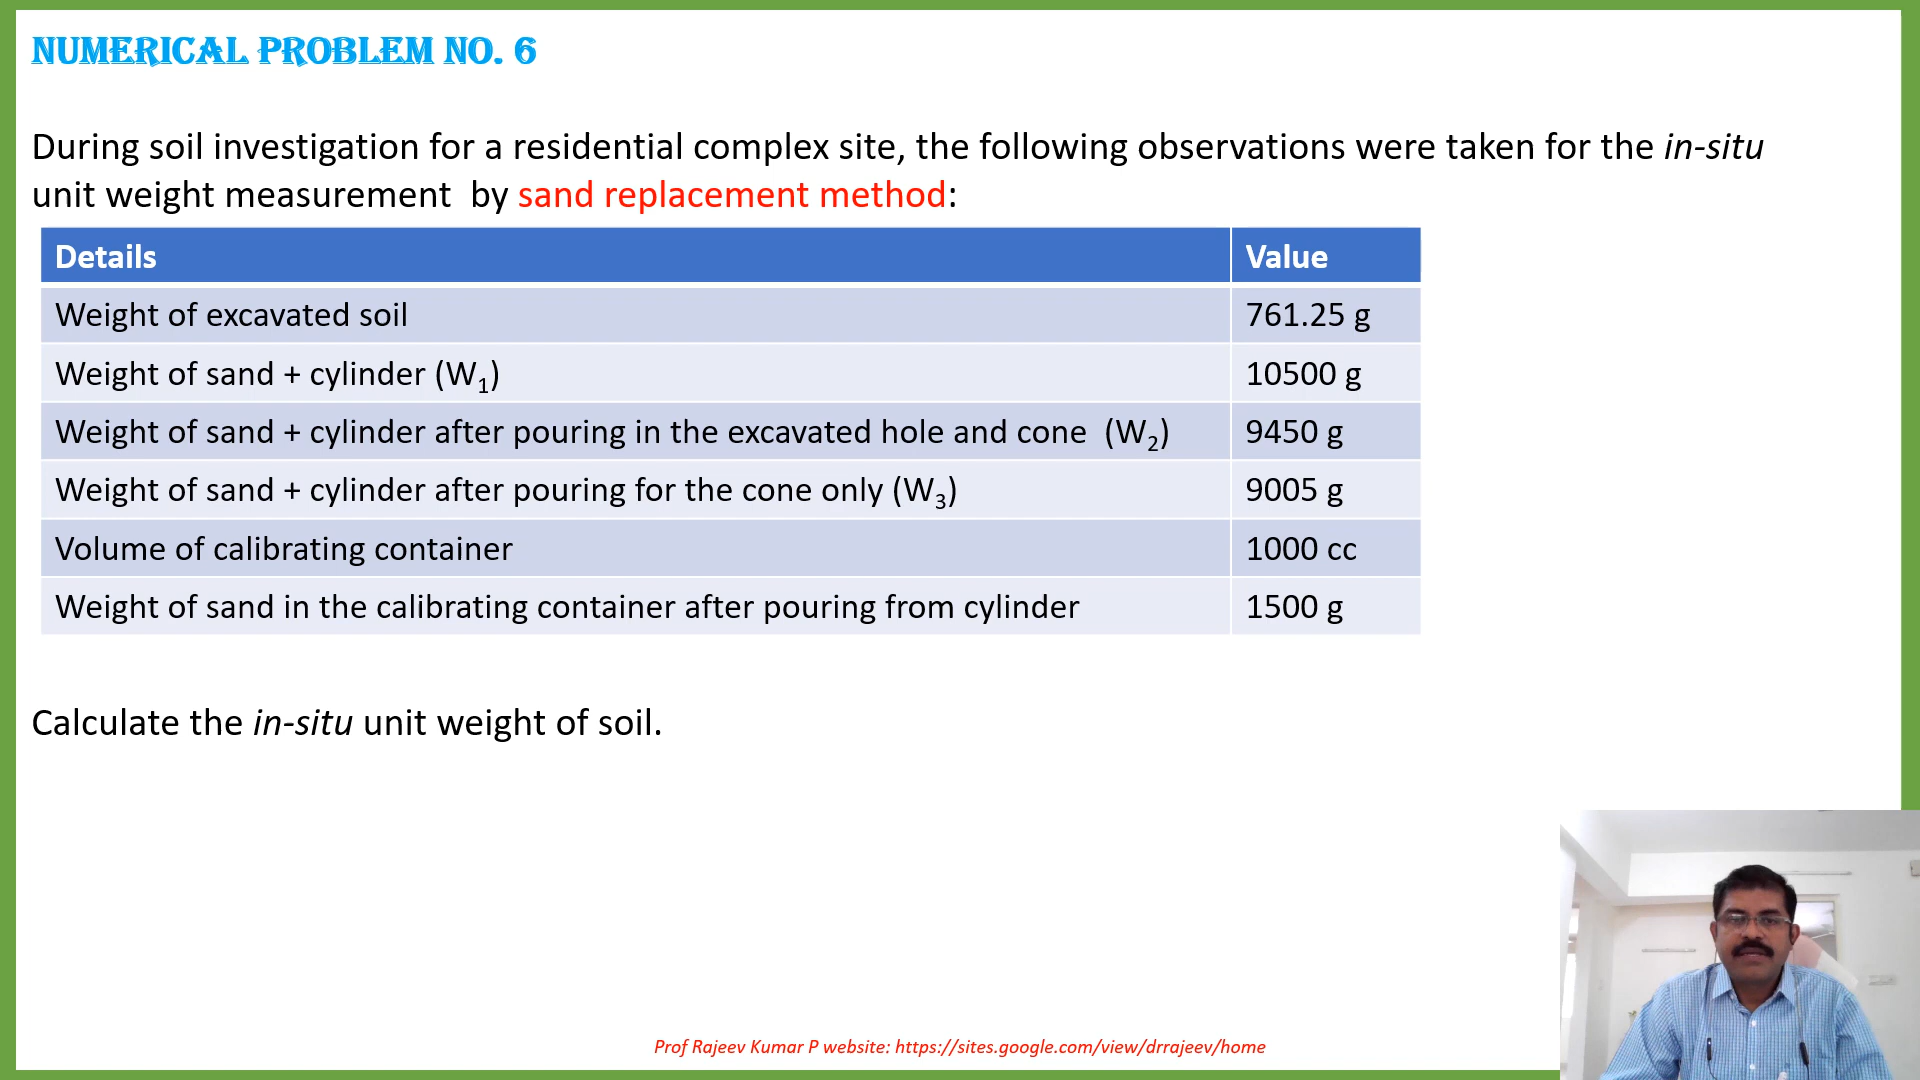 NUMERICAL PROBLEM NO. 6
During soil investigation for a residential complex site, the following observations were taken for the in-situ
unit weight measurement by sand replacement method:
Details Value
Weight of excavated soil 761.25 g
Weight of sand + cylinder (W₁) 10500 g
Weight of sand + cylinder after pouring in the excavated hole and cone (W₂) 9450 g
Weight of sand + cylinder after pouring for the cone only (W₃) 9005 g
Volume of calibrating container 1000 cc
Weight of sand in the calibrating container after pouring from cylinder 1500 g
Calculate the in-situ unit weight of soil.
Prof Rajeev Kumar P website: https://sites.google.com/view/drrajeev/home